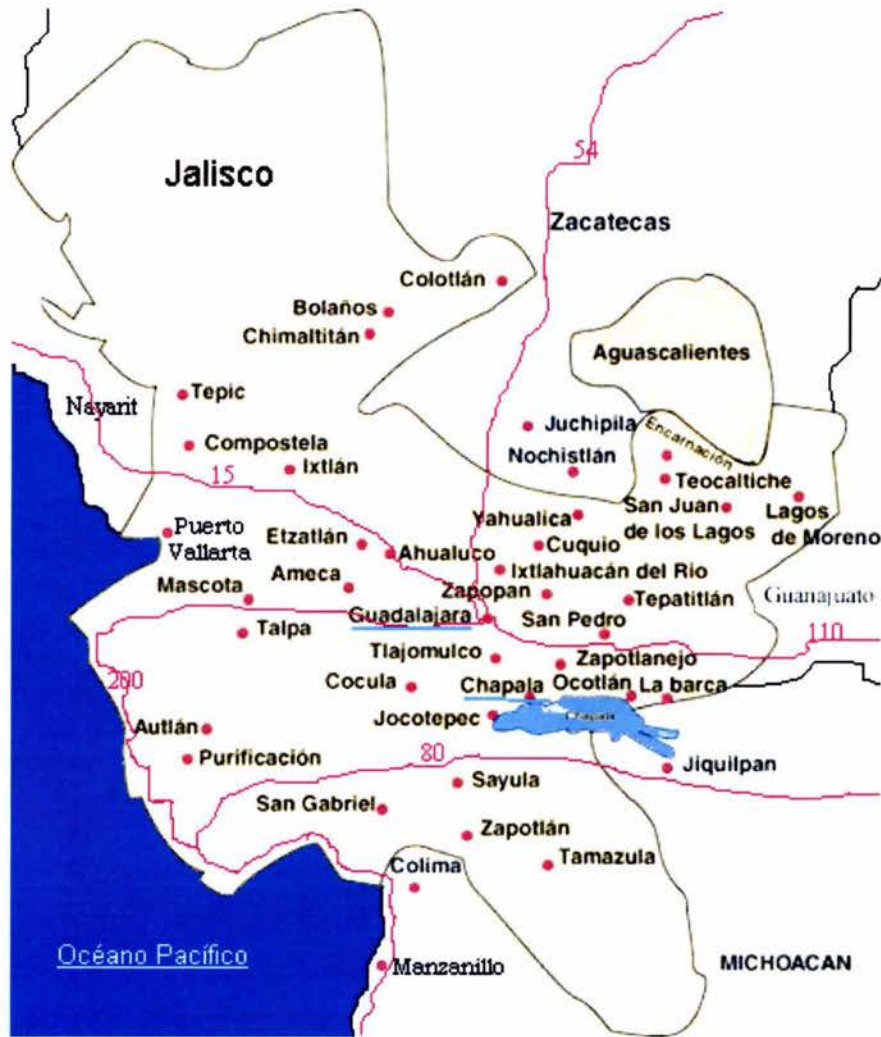 54
Jalisco
Zacatecas
Colotlán
Bolaños
Chimaltitán
Aguascalientes
Nayarit
Tepic
Juchipila
Encarnación
Compostela
Nochistlán
Ixtlán
15
Teocaltiche
San Juan
de los Lagos
Lagos
de Moreno
Yahualica
Puerto
Vallarta
Etzatlán
Ahualuco
Cuquio
Ameca
Ixtlahuacán del Rio
Mascota
Zapopan
Tepatitlán
Guanajuato
Guadalajara
San Pedro
Talpa
110
Tlajomulco
Zapotlanejo
200
Cocula
Chapala
Ocotlán
La barca
Jocotepec
Chapala
Autlán
Purificación
80
Jiquilpan
Sayula
San Gabriel
Zapotlán
Tamazula
Colima
Océano Pacífico
Manzanillo
MICHOACAN